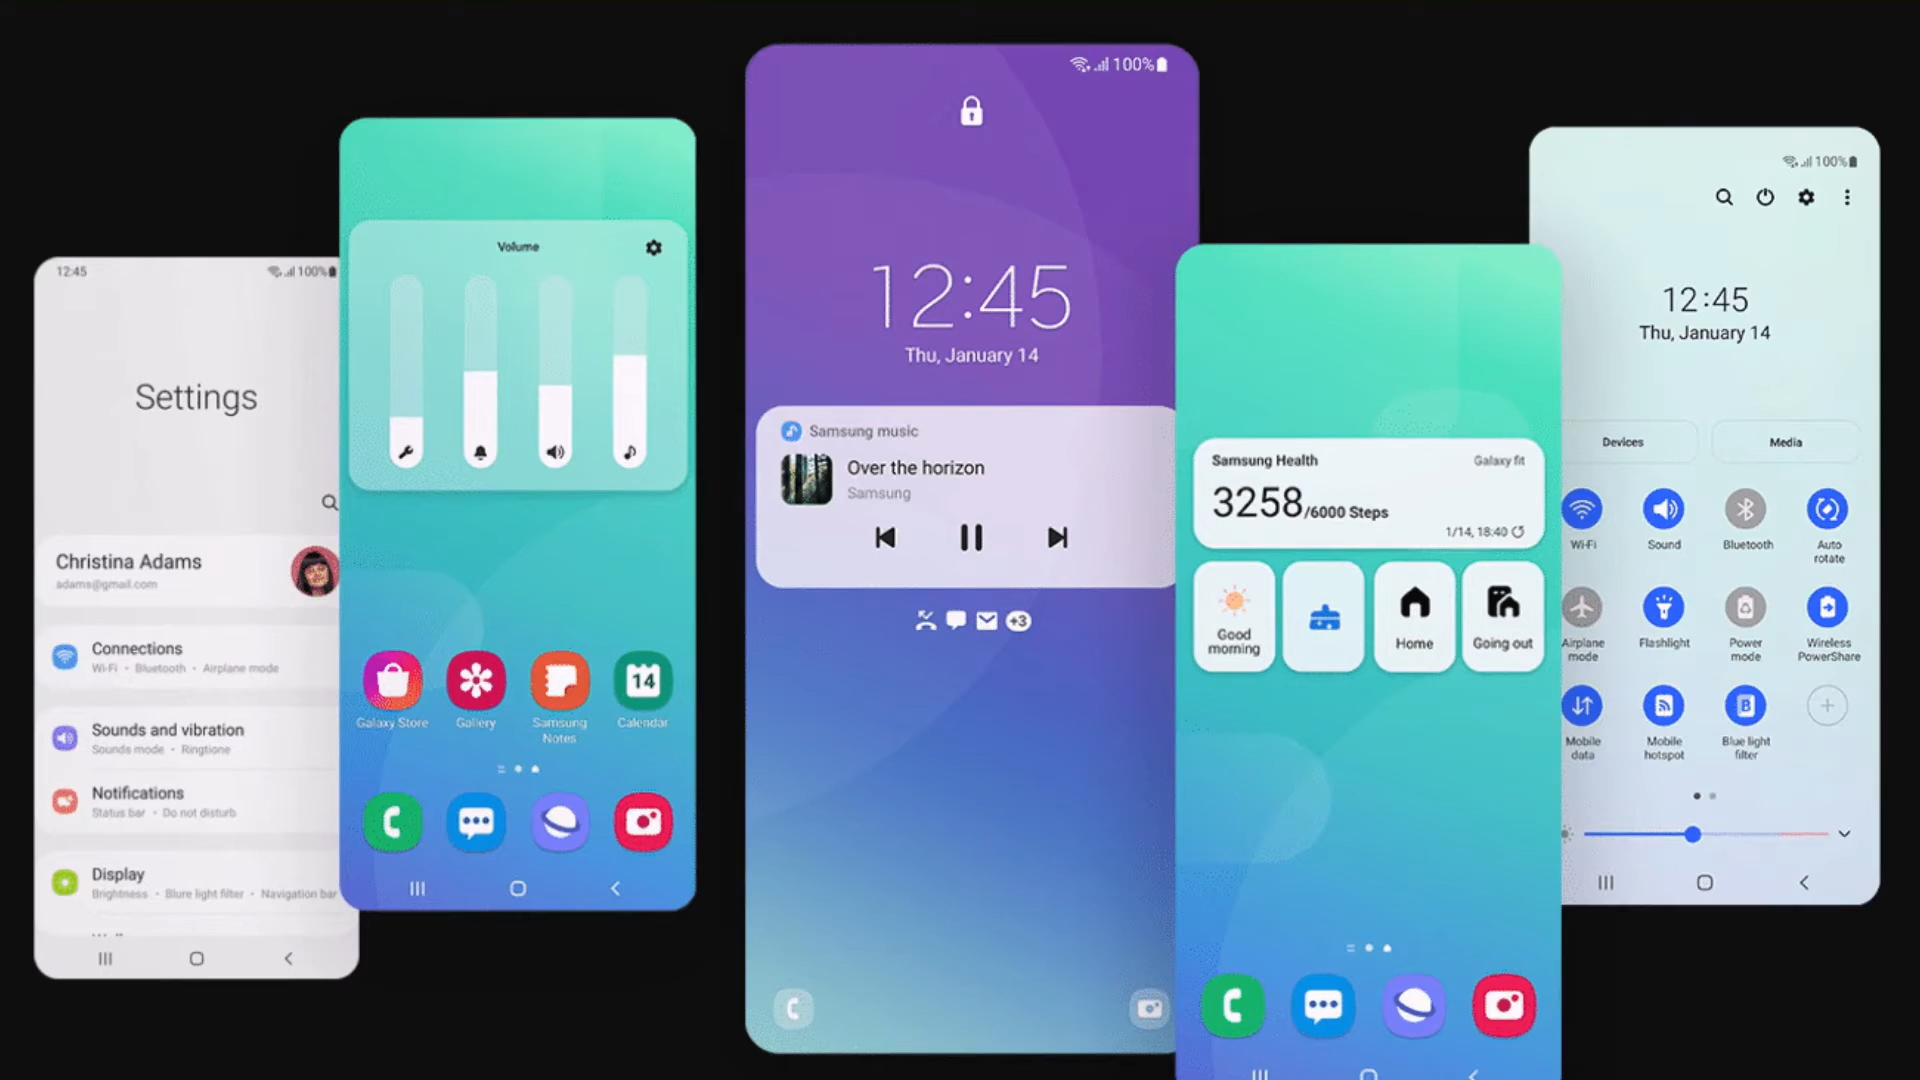 12:45
100%
Settings
Christina Adams
adams@gmail.com
Connections
Wi-Fi • Bluetooth • Airplane mode
Sounds and vibration
Sounds mode • Ringtione
Notifications
Status bar • Do not disturb
Display
Brightness • Blure light filter • Navigation bar
Volume
Galaxy Store
Gallery
Samsung
Notes
14
Calendar
100%
12:45
Thu, January 14
Samsung music
Over the horizon
Samsung
+3
Samsung Health
Galaxy fit
3258/6000 Steps
1/14, 18:40
Good
morning
Home
Going out
100%
12:45
Thu, January 14
Devices
Media
Wi-Fi
Sound
Bluetooth
Auto
rotate
Airplane
mode
Flashlight
Power
mode
Wireless
PowerShare
Mobile
data
Mobile
hotspot
B
Blue light
filter